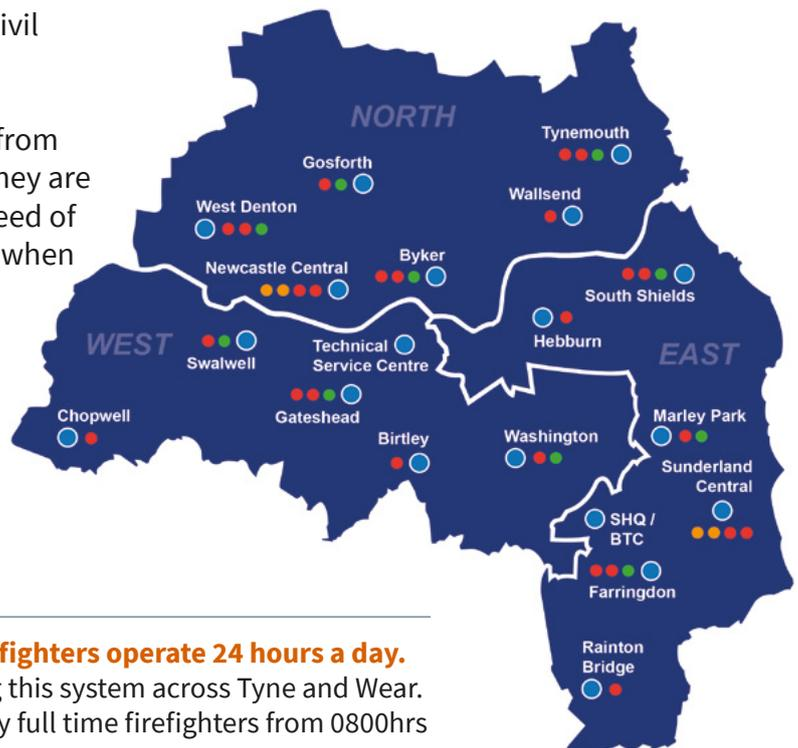 ivil
from
hey are
eed of
when
NORTH
Tynemouth
Gosforth
Wallsend
West Denton
Byker
Newcastle Central
South Shields
WEST
Swalwell
Technical
Service Centre
Hebburn
EAST
Gateshead
Chopwell
Birtley
Washington
Marley Park
Sunderland
Central
SHQ /
BTC
Farringdon
Rainton
Bridge
fighters operate 24 hours a day.
g this system across Tyne and Wear.
y full time firefighters from 0800hrs